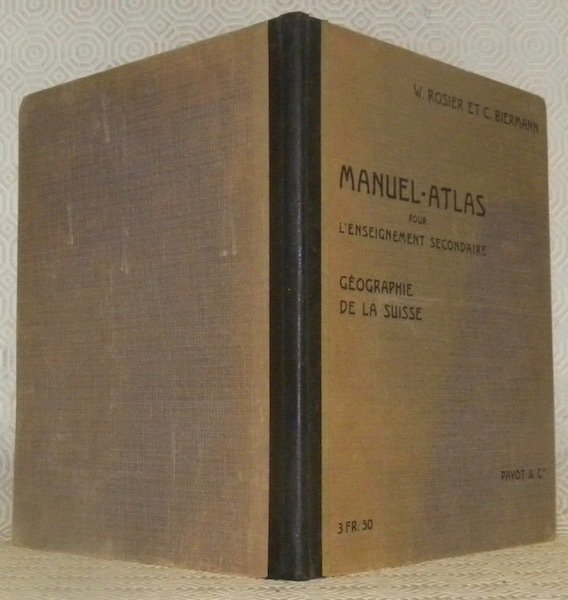 W. ROSIER ET C. BIERMANN
MANUEL-ATLAS
POUR
L'ENSEIGNEMENT SECONDAIRE
GÉOGRAPHIE
DE LA SUISSE
PAYOT & Cie
3 FR. 50